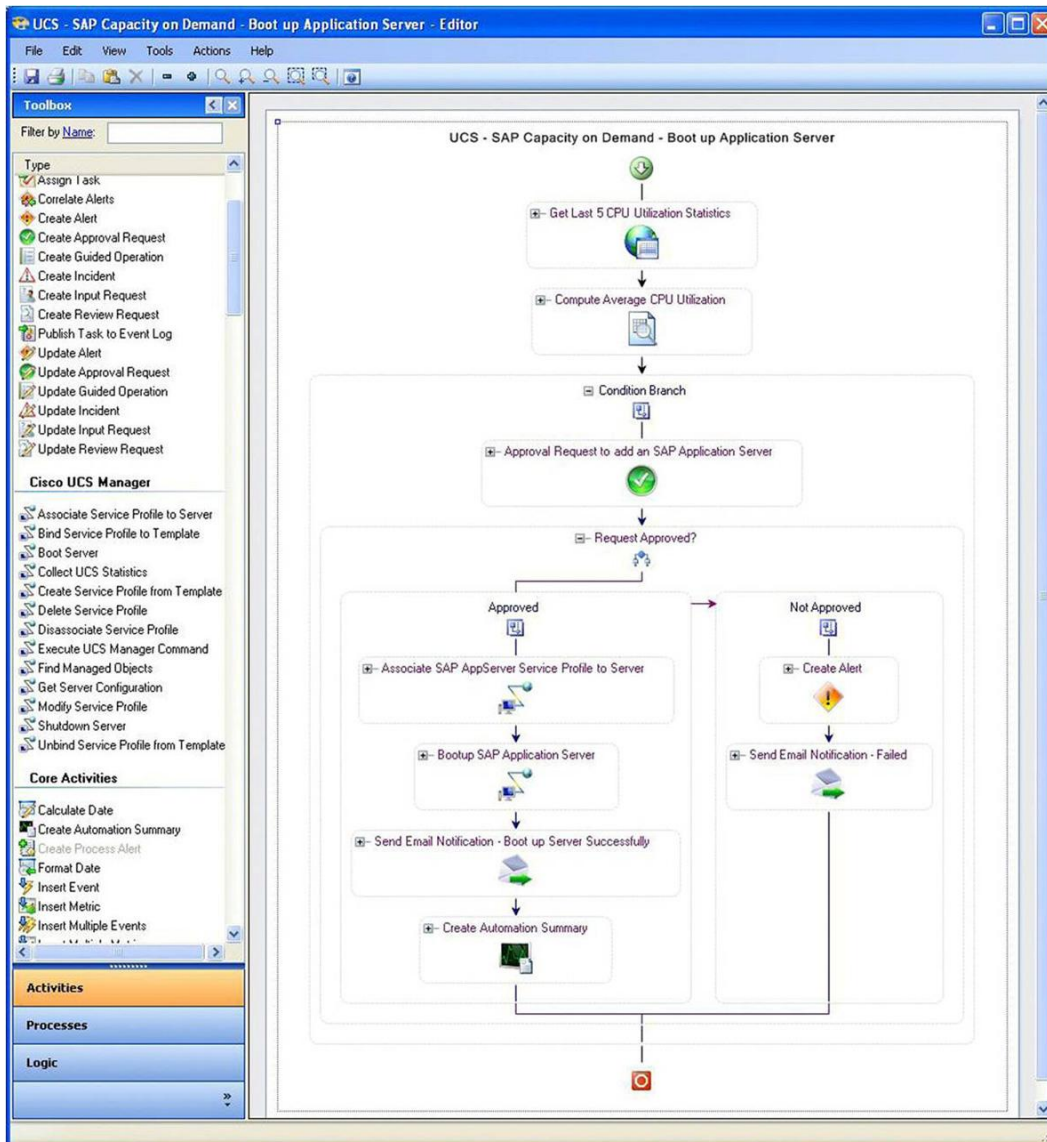 UCS - SAP Capacity on Demand - Boot up Application Server - Editor
File Edit View Tools Actions Help
Toolbox
Filter by Name:
Type
Assign Task
Correlate Alerts
Create Alert
Create Approval Request
Create Guided Operation
Create Incident
Create Input Request
Create Review Request
Publish Task to Event Log
Update Alert
Update Approval Request
Update Guided Operation
Update Incident
Update Input Request
Update Review Request
Cisco UCS Manager
Associate Service Profile to Server
Bind Service Profile to Template
Boot Server
Collect UCS Statistics
Create Service Profile from Template
Delete Service Profile
Disassociate Service Profile
Execute UCS Manager Command
Find Managed Objects
Get Server Configuration
Modify Service Profile
Shutdown Server
Unbind Service Profile from Template
Core Activities
Calculate Date
Create Automation Summary
Create Process Alert
Format Date
Insert Event
Insert Metric
Insert Multiple Events
Activities
Processes
Logic
UCS - SAP Capacity on Demand - Boot up Application Server
Get Last 5 CPU Utilization Statistics
Compute Average CPU Utilization
Condition Branch
Approval Request to add an SAP Application Server
Request Approved?
Approved
Associate SAP AppServer Service Profile to Server
Bootup SAP Application Server
Send Email Notification - Boot up Server Successfully
Create Automation Summary
Not Approved
Create Alert
Send Email Notification - Failed